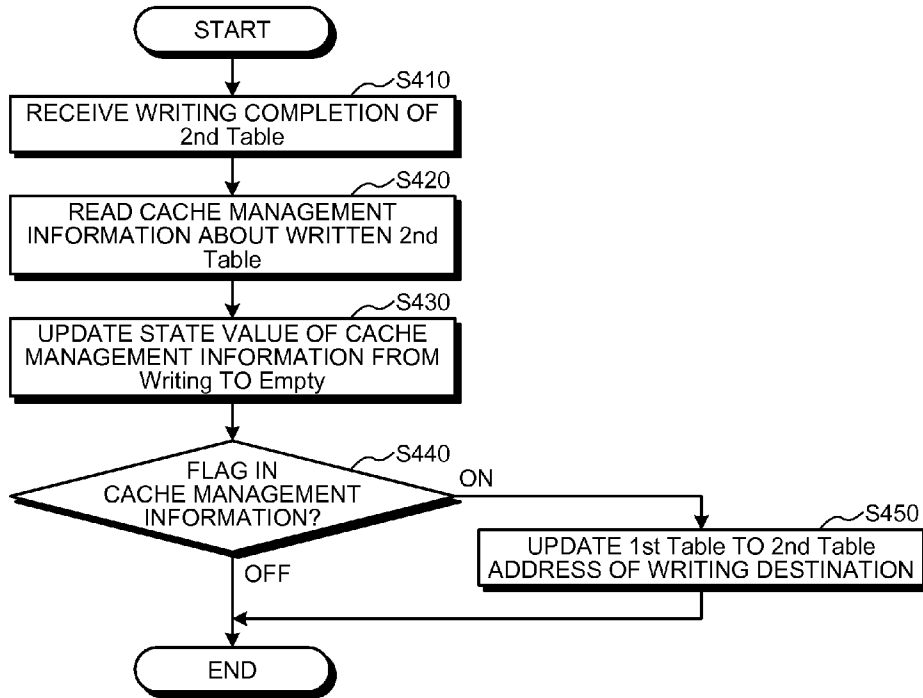 START
S410
RECEIVE WRITING COMPLETION OF
2nd Table
S420
READ CACHE MANAGEMENT
INFORMATION ABOUT WRITTEN 2nd
Table
S430
UPDATE STATE VALUE OF CACHE
MANAGEMENT INFORMATION FROM
Writing TO Empty
S440
FLAG IN
CACHE MANAGEMENT
INFORMATION?
ON
S450
UPDATE 1st Table TO 2nd Table
ADDRESS OF WRITING DESTINATION
OFF
END